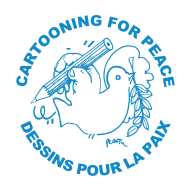 CARTOONING FOR PEACE
DESSINS POUR LA PAIX